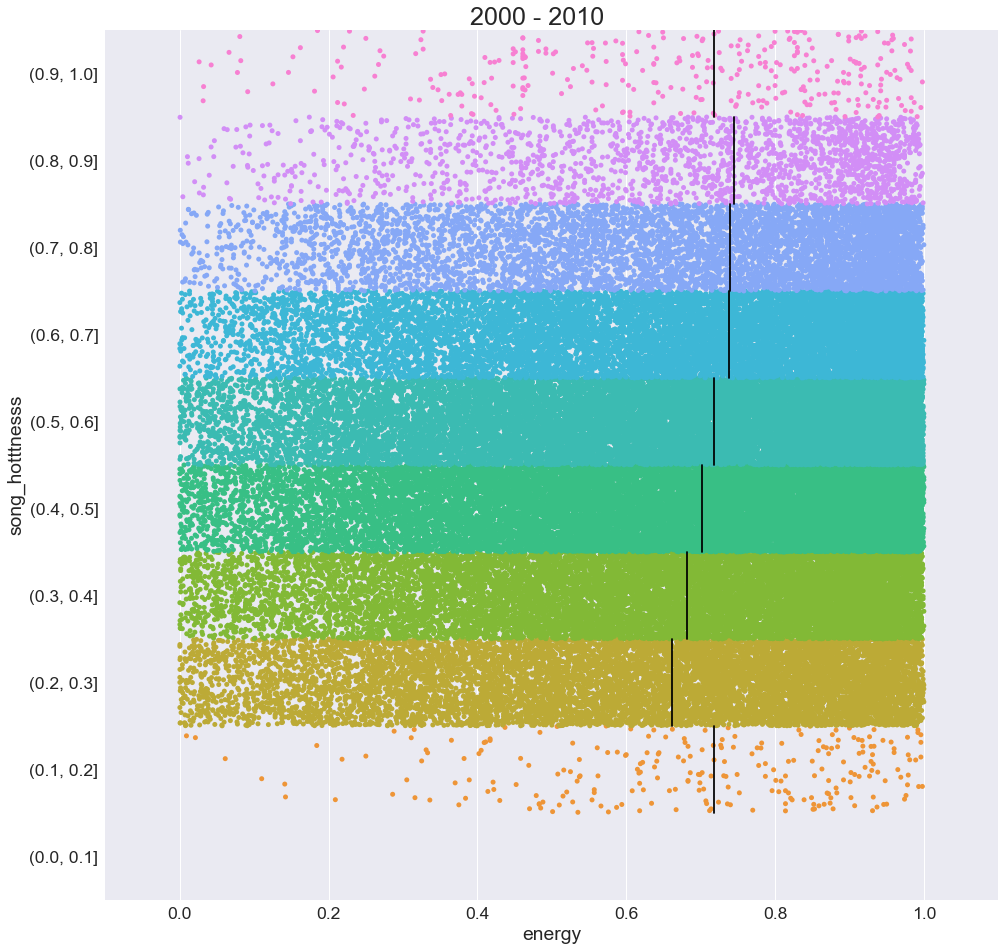 2000 - 2010
(0.9, 1.0]
(0.8, 0.9]
(0.7, 0.8]
(0.6, 0.7]
(0.5, 0.6]
(0.4, 0.5]
(0.3, 0.4]
(0.2, 0.3]
(0.1, 0.2]
(0.0, 0.1]
song_hotttnesss
0.0 0.2 0.4 0.6 0.8 1.0
energy